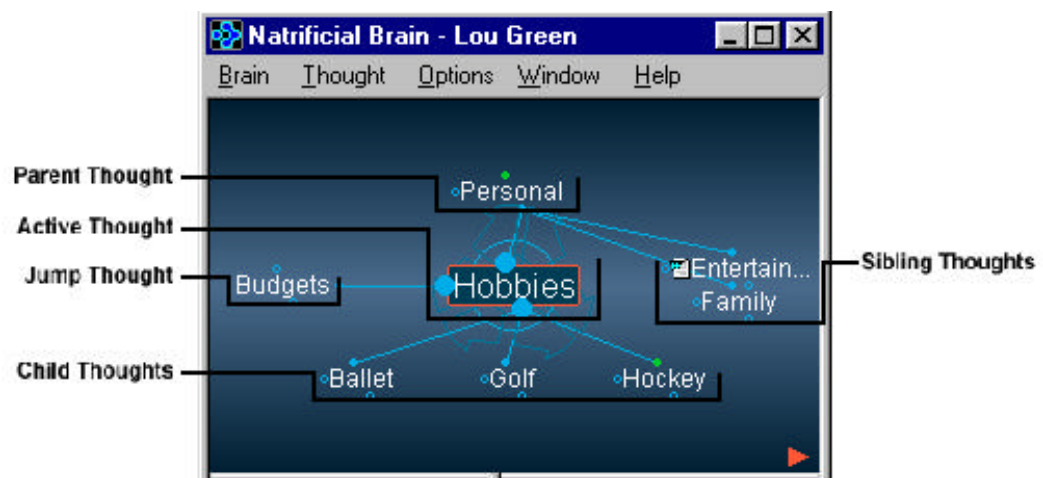 Natrificial Brain - Lou Green
Brain Thought Options Window Help
Parent Thought
Personal
Active Thought
Hobbies
Jump Thought
Budgets
Entertain...
Family
Sibling Thoughts
Child Thoughts
Ballet Golf Hockey